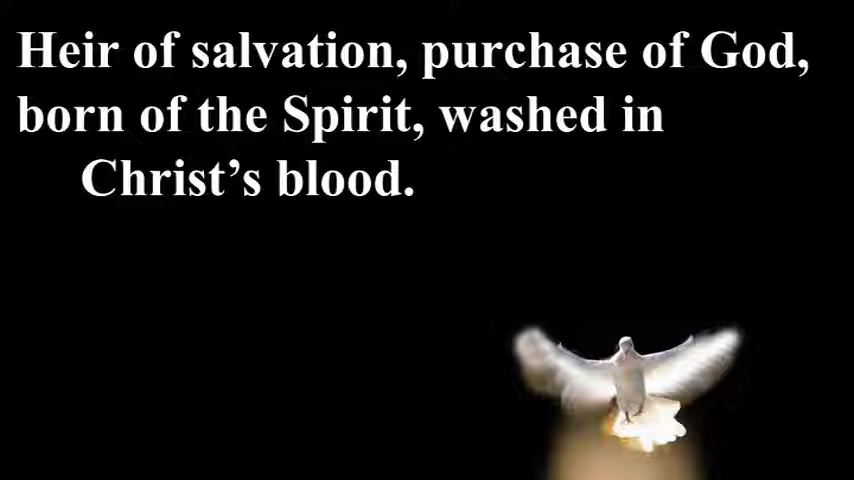 Heir of salvation, purchase of God,
born of the Spirit, washed in
Christ’s blood.